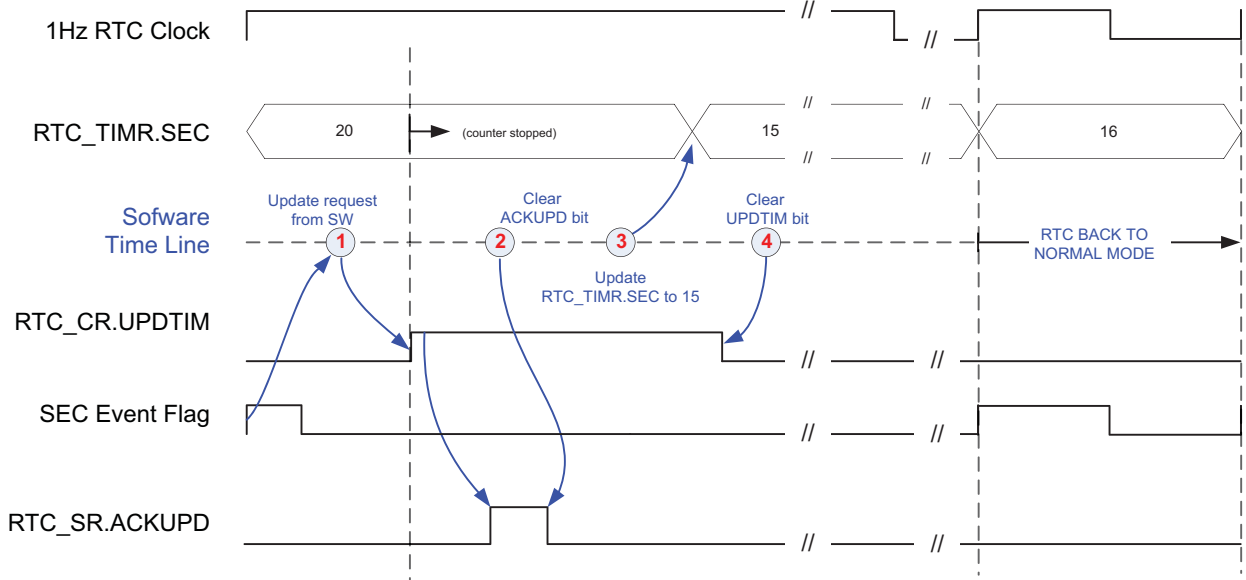 1Hz RTC Clock
//
//
//
RTC_TIMR.SEC
20
(counter stopped)
15
//
//
//
//
16
Sofware
Time Line
Update request
from SW
1
Clear
ACKUPD bit
2
3
Update
RTC_TIMR.SEC to 15
Clear
UPDTIM bit
4
RTC BACK TO
NORMAL MODE
RTC_CR.UPDTIM
//
//
SEC Event Flag
//
//
RTC_SR.ACKUPD
//
//